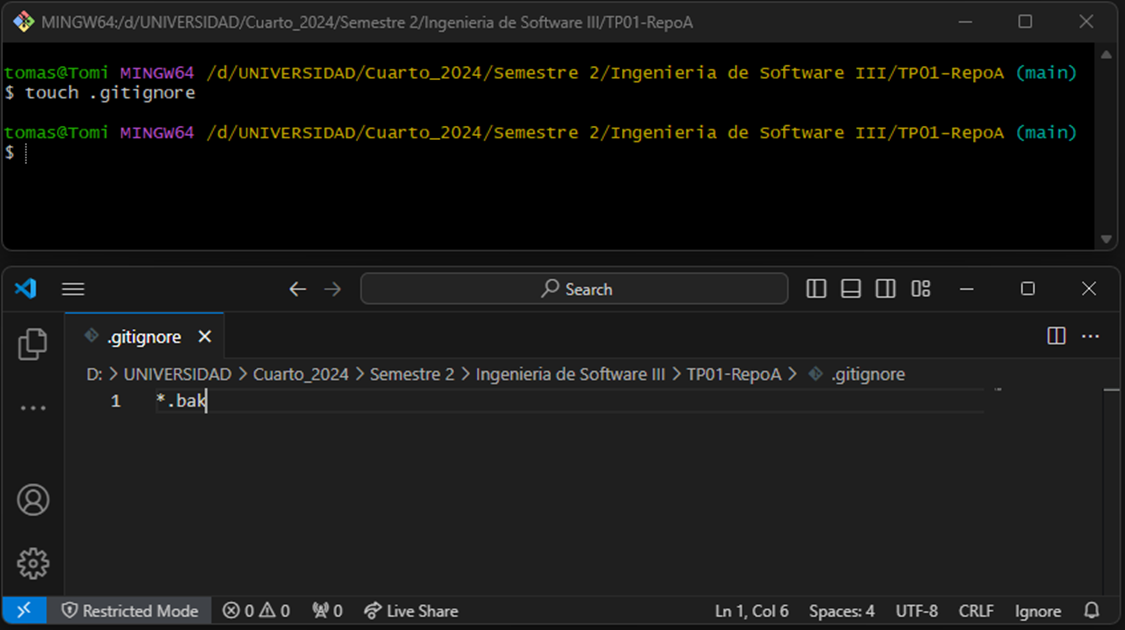 MINGW64:/d/UNIVERSIDAD/Cuarto_2024/Semestre 2/Ingenieria de Software III/TP01-RepoA
tomas@Tomi MINGW64 /d/UNIVERSIDAD/Cuarto_2024/Semestre 2/Ingenieria de Software III/TP01-RepoA (main)
$ touch .gitignore
tomas@Tomi MINGW64 /d/UNIVERSIDAD/Cuarto_2024/Semestre 2/Ingenieria de Software III/TP01-RepoA (main)
$
Search
.gitignore
D: > UNIVERSIDAD > Cuarto_2024 > Semestre 2 > Ingenieria de Software III > TP01-RepoA > .gitignore
1 *.bak
Restricted Mode 0 0 0 Live Share Ln 1, Col 6 Spaces: 4 UTF-8 CRLF Ignore